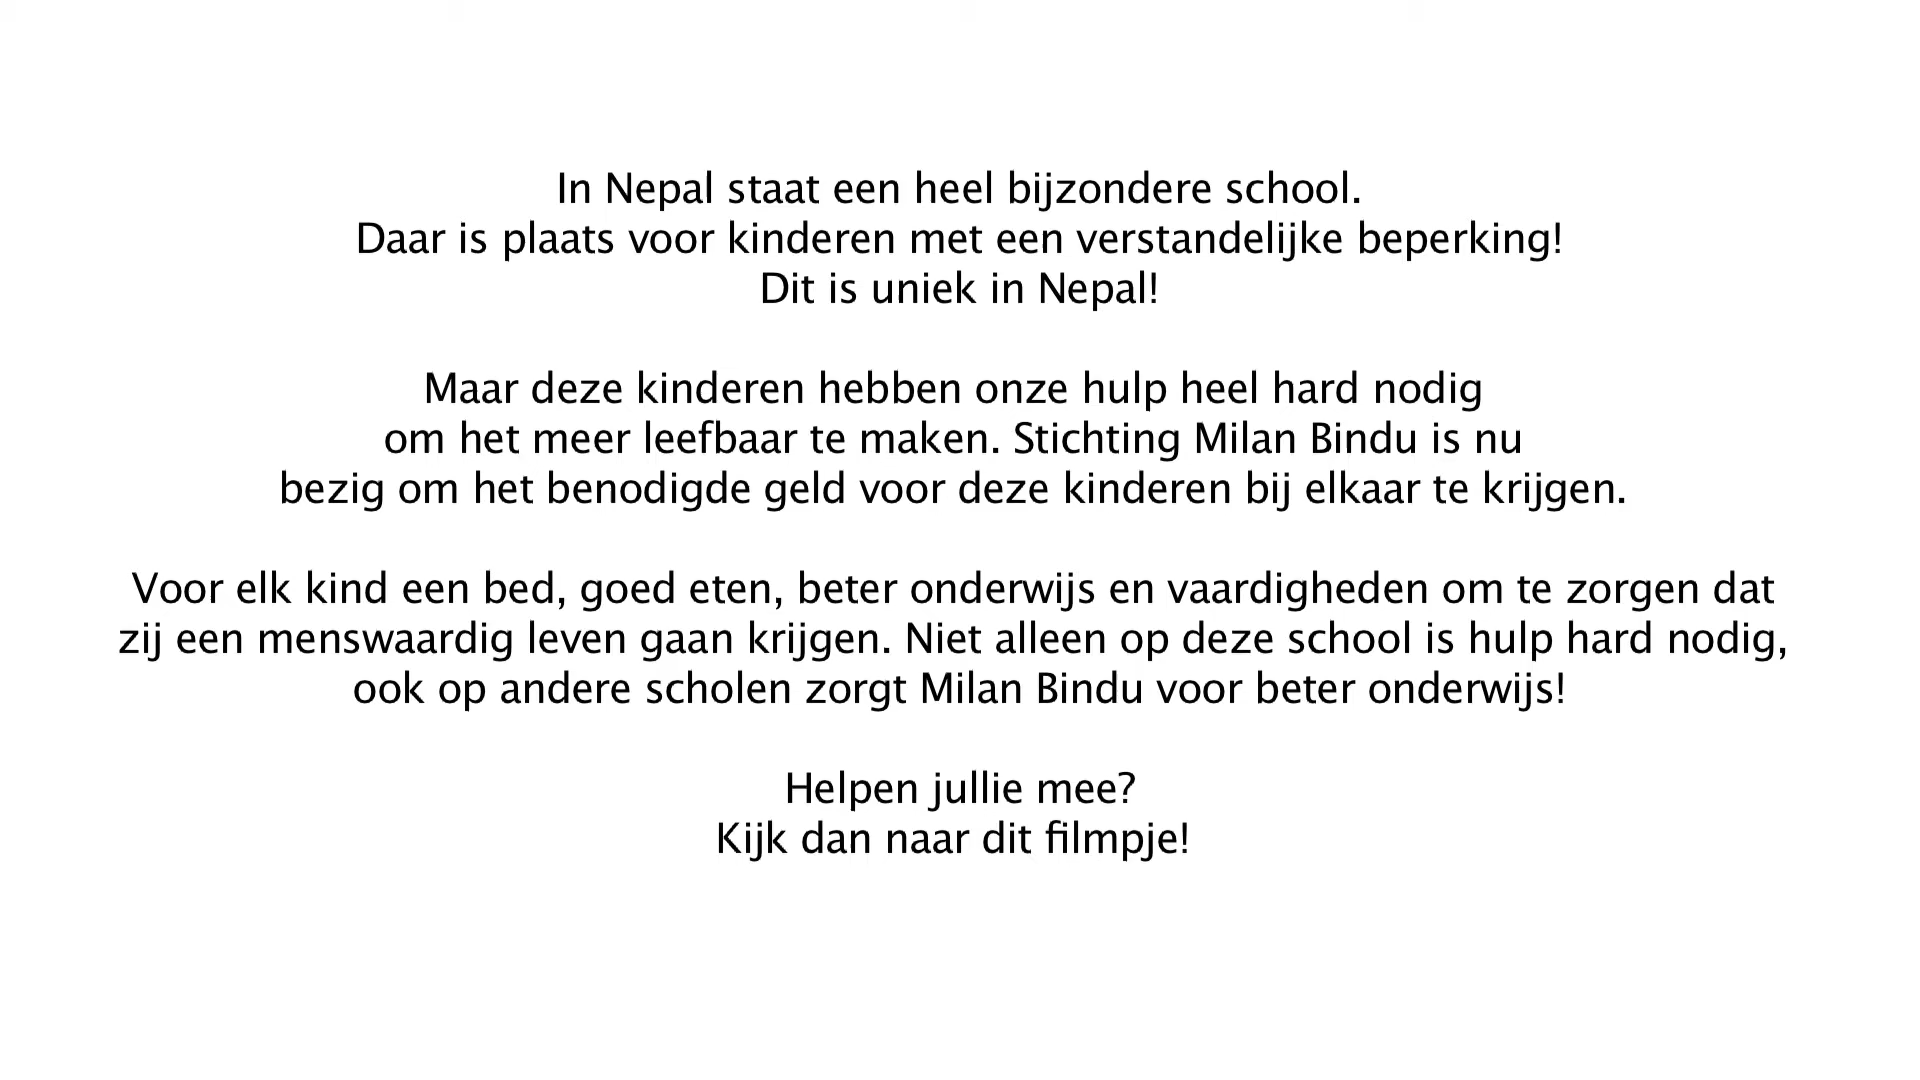 In Nepal staat een heel bijzondere school.
Daar is plaats voor kinderen met een verstandelijke beperking!
Dit is uniek in Nepal!
Maar deze kinderen hebben onze hulp heel hard nodig
om het meer leefbaar te maken. Stichting Milan Bindu is nu
bezig om het benodigde geld voor deze kinderen bij elkaar te krijgen.
Voor elk kind een bed, goed eten, beter onderwijs en vaardigheden om te zorgen dat
zij een menswaardig leven gaan krijgen. Niet alleen op deze school is hulp hard nodig,
ook op andere scholen zorgt Milan Bindu voor beter onderwijs!
Helpen jullie mee?
Kijk dan naar dit filmpje!